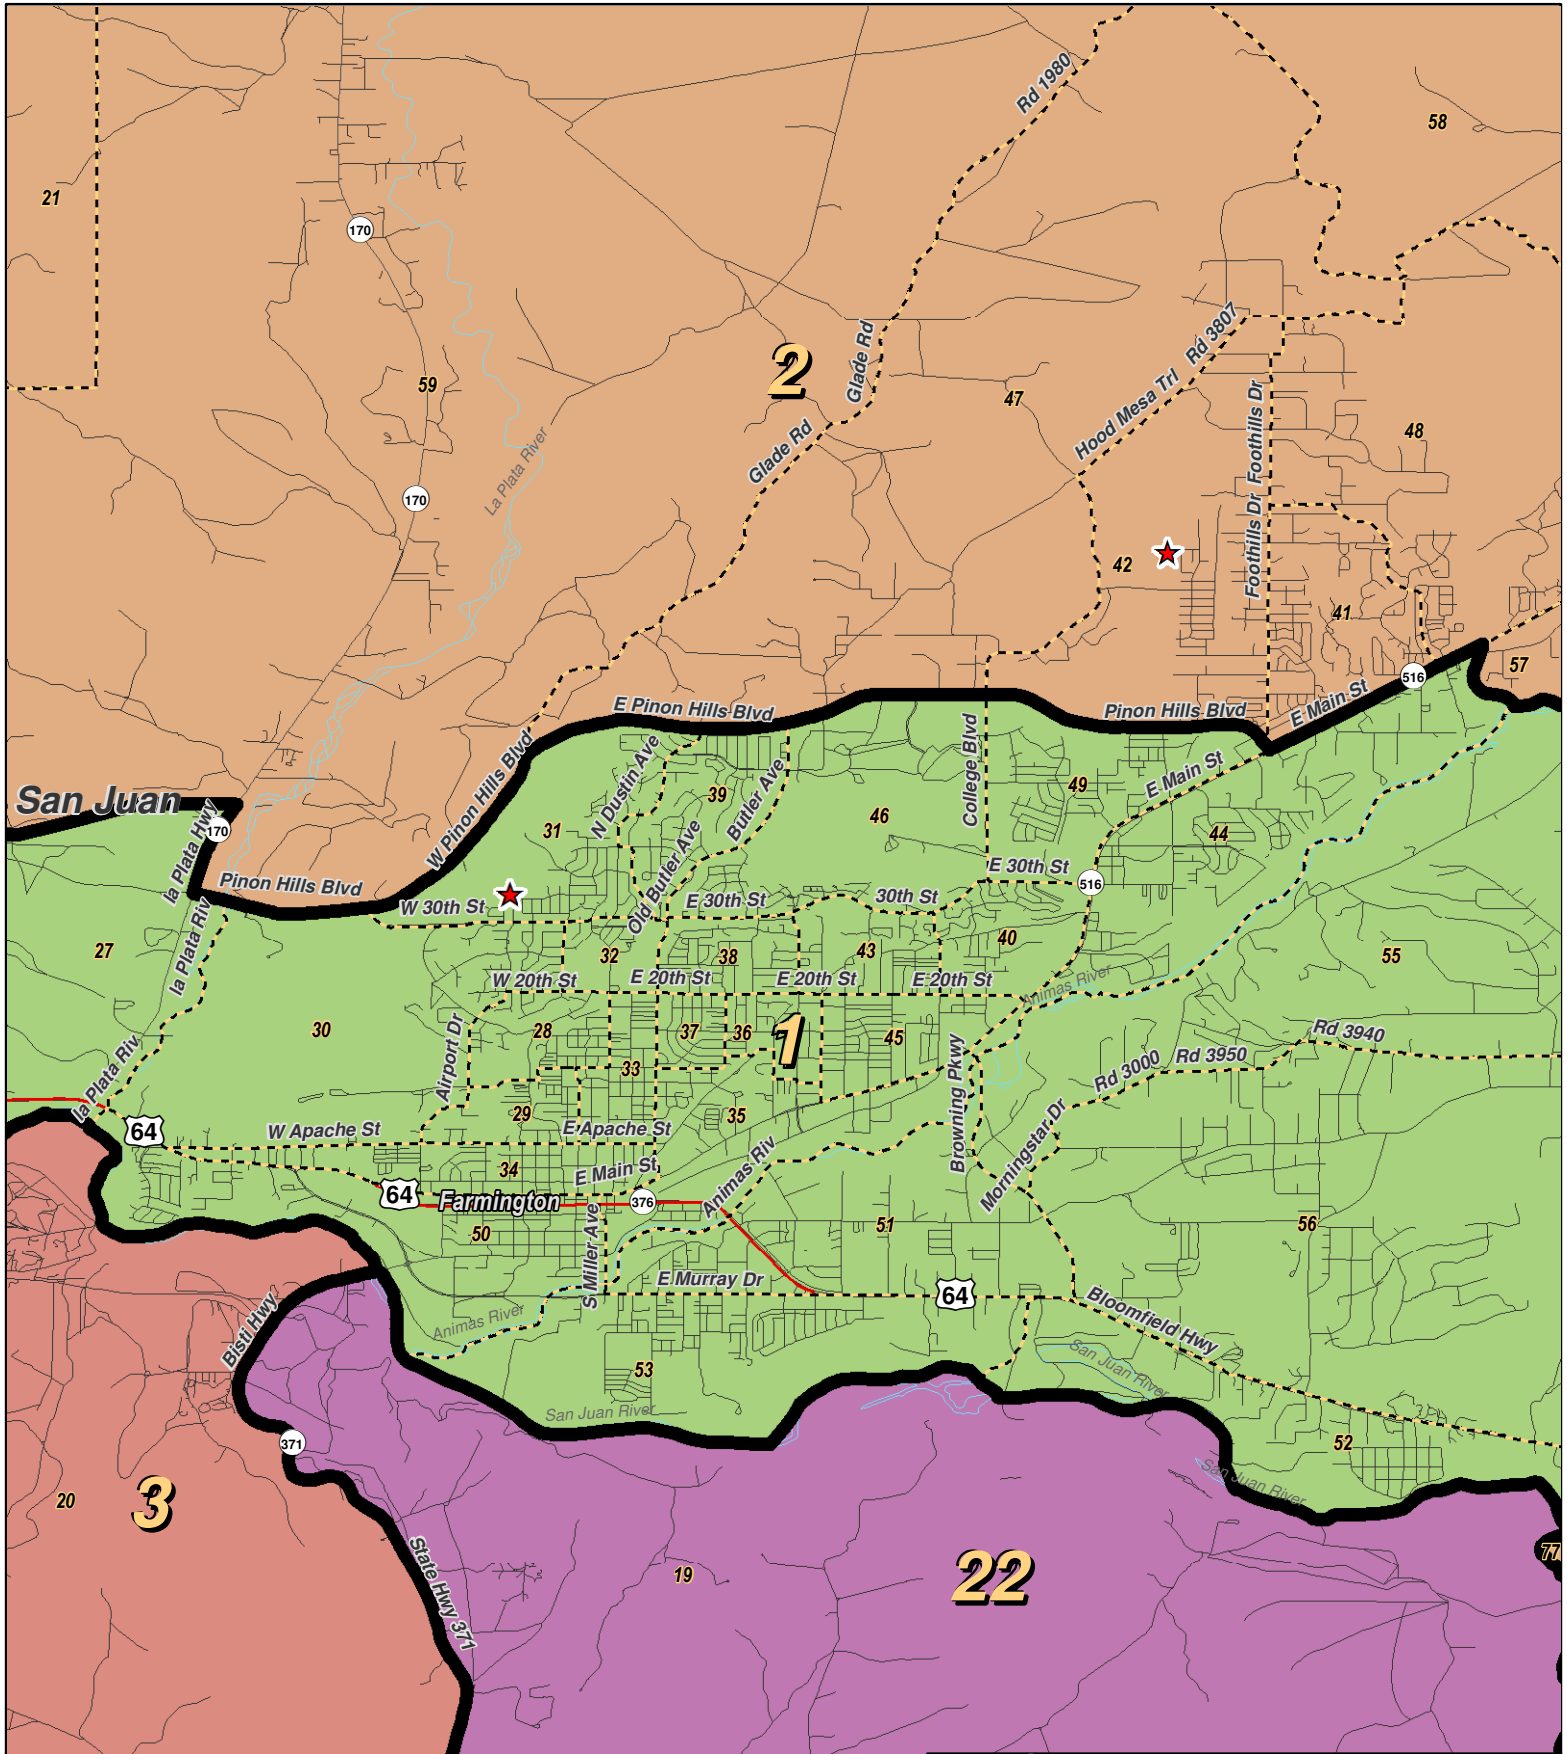 Rd 1980
58
21
170
2
Glade Rd
Rd 3807
59
47
Hood Mesa Trl
Foothills Dr
48
Glade Rd
La Plata River
170
Foothills Dr
42
41
57
516
E Pinon Hills Blvd
Pinon Hills Blvd
E Main St
College Blvd
N Dustin Ave
W Pinon Hills Blvd
39
Butler Ave
49
E Main St
San Juan
46
170
31
44
la Plata Hwy
Old Butler Ave
E 30th St
Pinon Hills Blvd
516
W 30th St
E 30th St
30th St
la Plata Riv
27
32
38
43
40
55
W 20th St
E 20th St
E 20th St
E 20th St
Animas River
30
28
37
36
1
45
Rd 3940
Airport Dr
33
Browning Pkwy
Rd 3000
Rd 3950
la Plata Riv
29
35
Morningstar Dr
64
W Apache St
E Apache St
34
E Main St
Animas Riv
64
Farmington
376
50
S Miller Ave
51
56
E Murray Dr
64
Bloomfield Hwy
Bisti Hwy
Animas River
53
San Juan River
San Juan River
371
52
San Juan River
20
3
State Hwy 371
19
22
77